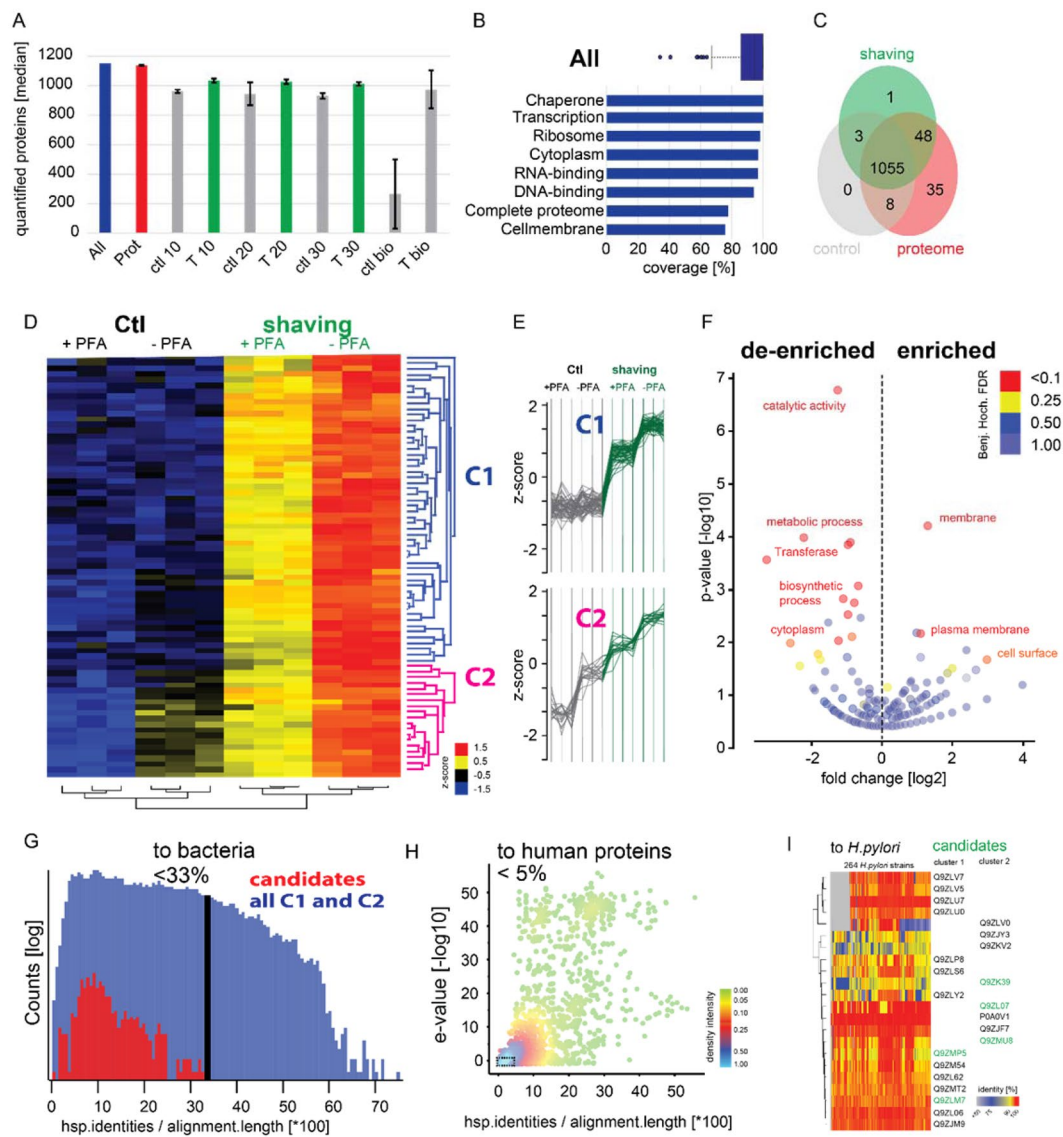 A
quantified proteins [median]
1200
1000
800
600
400
200
0
All
Prot
ctl 10
T 10
ctl 20
T 20
ctl 30
T 30
ctl bio
T bio
B
All
Chaperone
Transcription
Ribosome
Cytoplasm
RNA-binding
DNA-binding
Complete proteome
Cellmembrane
0 20 40 60 80 100
coverage [%]
C
shaving
1
3
48
1055
0
35
8
control
proteome
D
Ctl shaving
+ PFA - PFA + PFA - PFA
C1
C2
z-score
1.5
0.5
-0.5
-1.5
E
Ctl shaving
+PFA -PFA +PFA -PFA
C1
z-score
2
0
-2
C2
z-score
2
0
-2
F
de-enriched enriched
Benj. Hoch. FDR
<0.1
0.25
0.50
1.00
p-value [-log10]
7
6
5
4
3
2
1
0
catalytic activity
membrane
metabolic process
Transferase
biosynthetic
process
cytoplasm
plasma membrane
cell surface
-2 0 2 4
fold change [log2]
G
to bacteria
<33%
candidates
all C1 and C2
Counts [log]
0 10 20 30 40 50 60 70
hsp.identities / alignment.length [*100]
H
to human proteins
< 5%
e-value [-log10]
50
40
30
20
10
0
0 10 20 30 40 50
hsp.identities / alignment.length [*100]
density intensity
0.00
0.25
0.50
0.75
1.00
I
to H.pylori
candidates
264 H.pylori strains
cluster 1 cluster 2
Q9ZLV7
Q9ZLV5
Q9ZLU7
Q9ZLU0
Q9ZLV0
Q9ZJY3
Q9ZKV2
Q9ZLP8
Q9ZLS6
Q9ZK39
Q9ZLY2
Q9ZL07
P0A0V1
Q9ZJF7
Q9ZMU8
Q9ZMP5
Q9ZM54
Q9ZL62
Q9ZMT2
Q9ZLM7
Q9ZL06
Q9ZJM9
identity [%]
<50 75 90 100